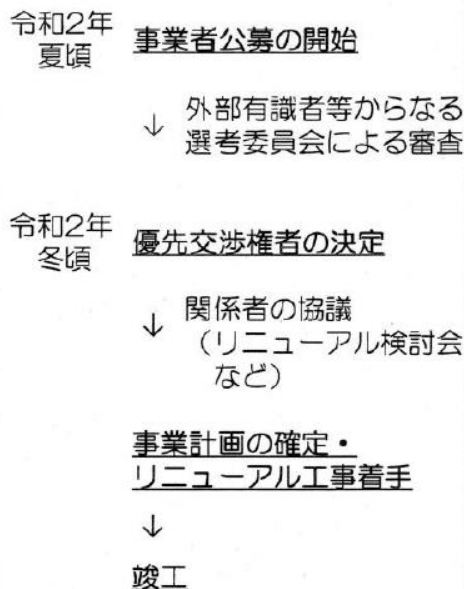 令和2年
夏頃
事業者公募の開始
↓
外部有識者等からなる
選考委員会による審査
令和2年
冬頃
優先交渉権者の決定
↓
関係者の協議
（リニューアル検討会
など）
事業計画の確定・
リニューアル工事着手
↓
竣工